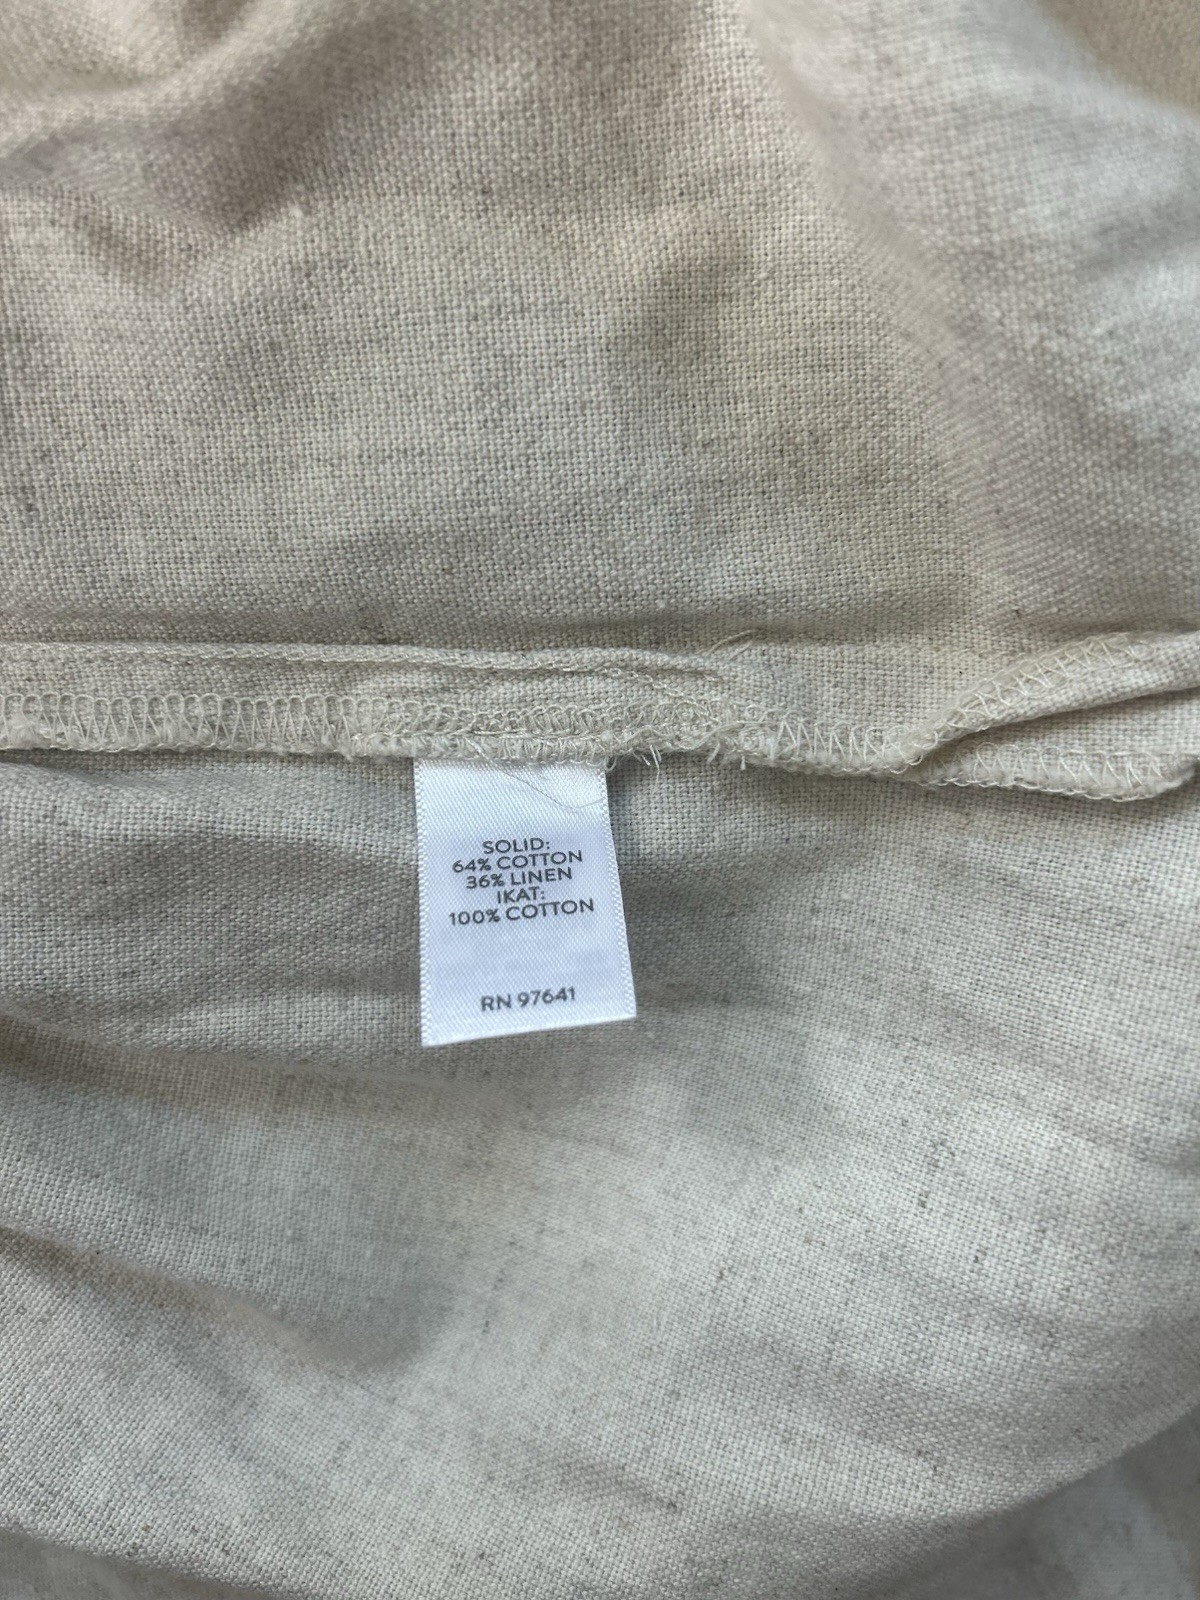 SOLID:
64% COTTON
36% LINEN
IKAT:
100% COTTON
RN 97641